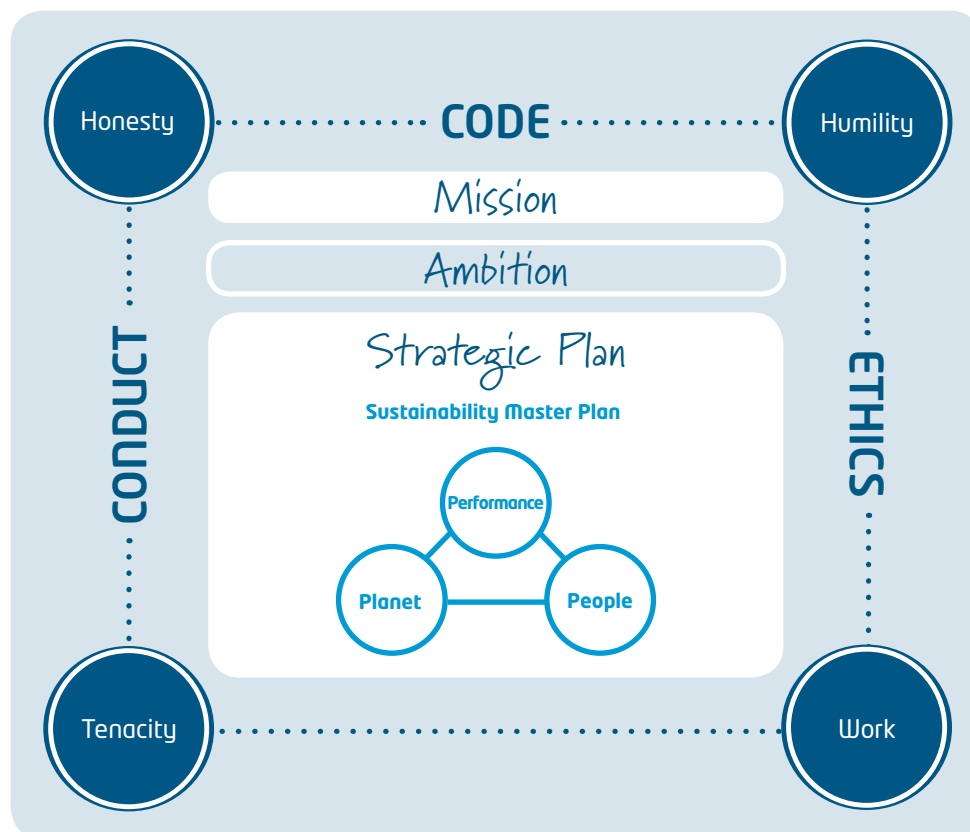 Honesty
CODE
Humility
Mission
Ambition
CONDUCT
ETHICS
Strategic Plan
Sustainability Master Plan
Performance
Planet
People
Tenacity
Work